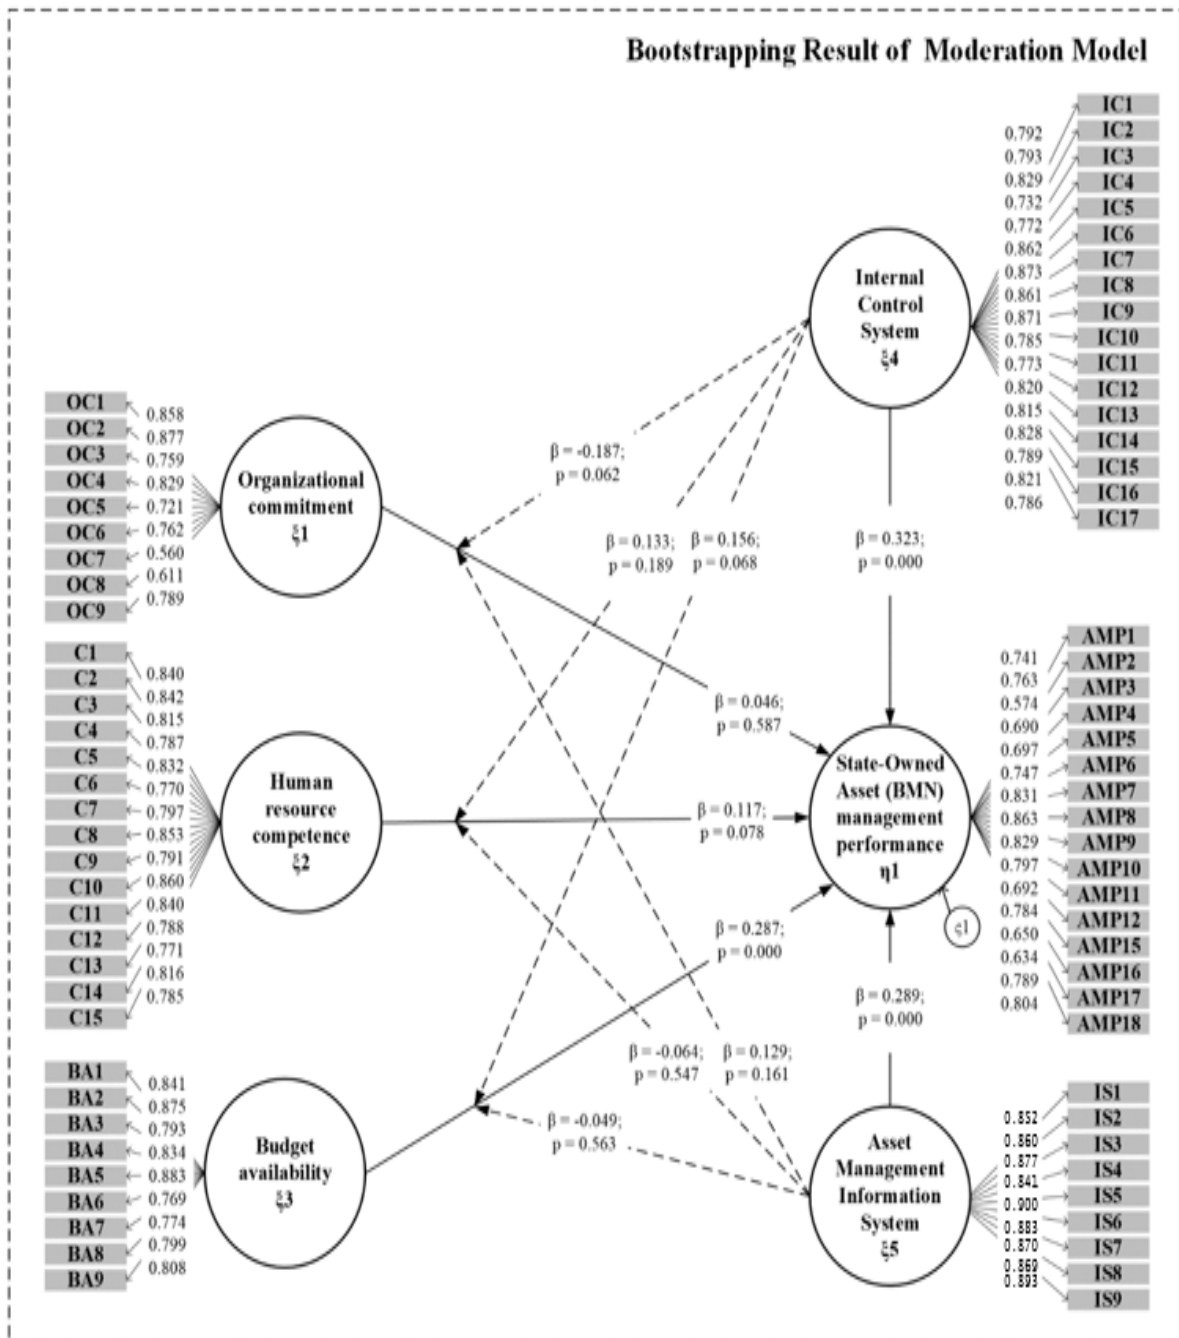 Bootstrapping Result of Moderation Model
IC1
IC2
IC3
IC4
IC5
IC6
IC7
IC8
IC9
IC10
IC11
IC12
IC13
IC14
IC15
IC16
IC17
0.792
0.793
0.829
0.732
0.772
0.862
0.873
0.861
0.871
0.785
0.773
0.820
0.815
0.828
0.789
0.821
0.786
Internal
Control
System
ξ4
OC1
OC2
OC3
OC4
OC5
OC6
OC7
OC8
OC9
0.858
0.877
0.759
0.829
0.721
0.762
0.560
0.611
0.789
Organizational
commitment
ξ1
β = -0.187;
p = 0.062
β = 0.133;
p = 0.189
β = 0.156;
p = 0.068
β = 0.323;
p = 0.000
C1
C2
C3
C4
C5
C6
C7
C8
C9
C10
C11
C12
C13
C14
C15
0.840
0.842
0.815
0.787
0.832
0.770
0.797
0.853
0.791
0.860
0.840
0.788
0.771
0.816
0.785
Human
resource
competence
ξ2
β = 0.046;
p = 0.587
β = 0.117;
p = 0.078
β = 0.287;
p = 0.000
State-Owned
Asset (BMN)
management
performance
η1
ς1
0.741
0.763
0.574
0.690
0.697
0.747
0.831
0.863
0.829
0.797
0.692
0.784
0.650
0.634
0.789
0.804
AMP1
AMP2
AMP3
AMP4
AMP5
AMP6
AMP7
AMP8
AMP9
AMP10
AMP11
AMP12
AMP15
AMP16
AMP17
AMP18
β = 0.289;
p = 0.000
β = -0.064;
p = 0.547
β = 0.129;
p = 0.161
β = -0.049;
p = 0.563
BA1
BA2
BA3
BA4
BA5
BA6
BA7
BA8
BA9
0.841
0.875
0.793
0.834
0.883
0.769
0.774
0.799
0.808
Budget
availability
ξ3
Asset
Management
Information
System
ξ5
0.852
0.860
0.877
0.841
0.900
0.883
0.870
0.869
0.893
IS1
IS2
IS3
IS4
IS5
IS6
IS7
IS8
IS9